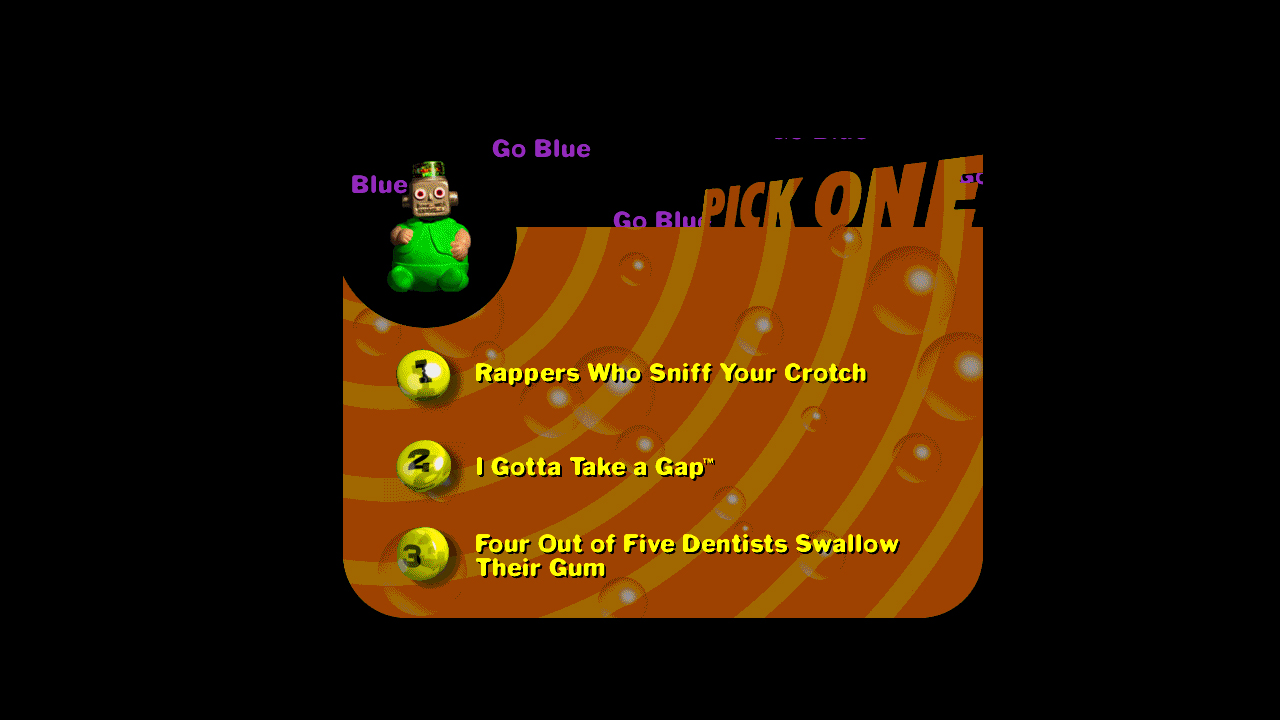 Go Blue
Blue
Go Blue
PICK ONE
1
Rappers Who Sniff Your Crotch
2
I Gotta Take a Gap™
3
Four Out of Five Dentists Swallow
Their Gum